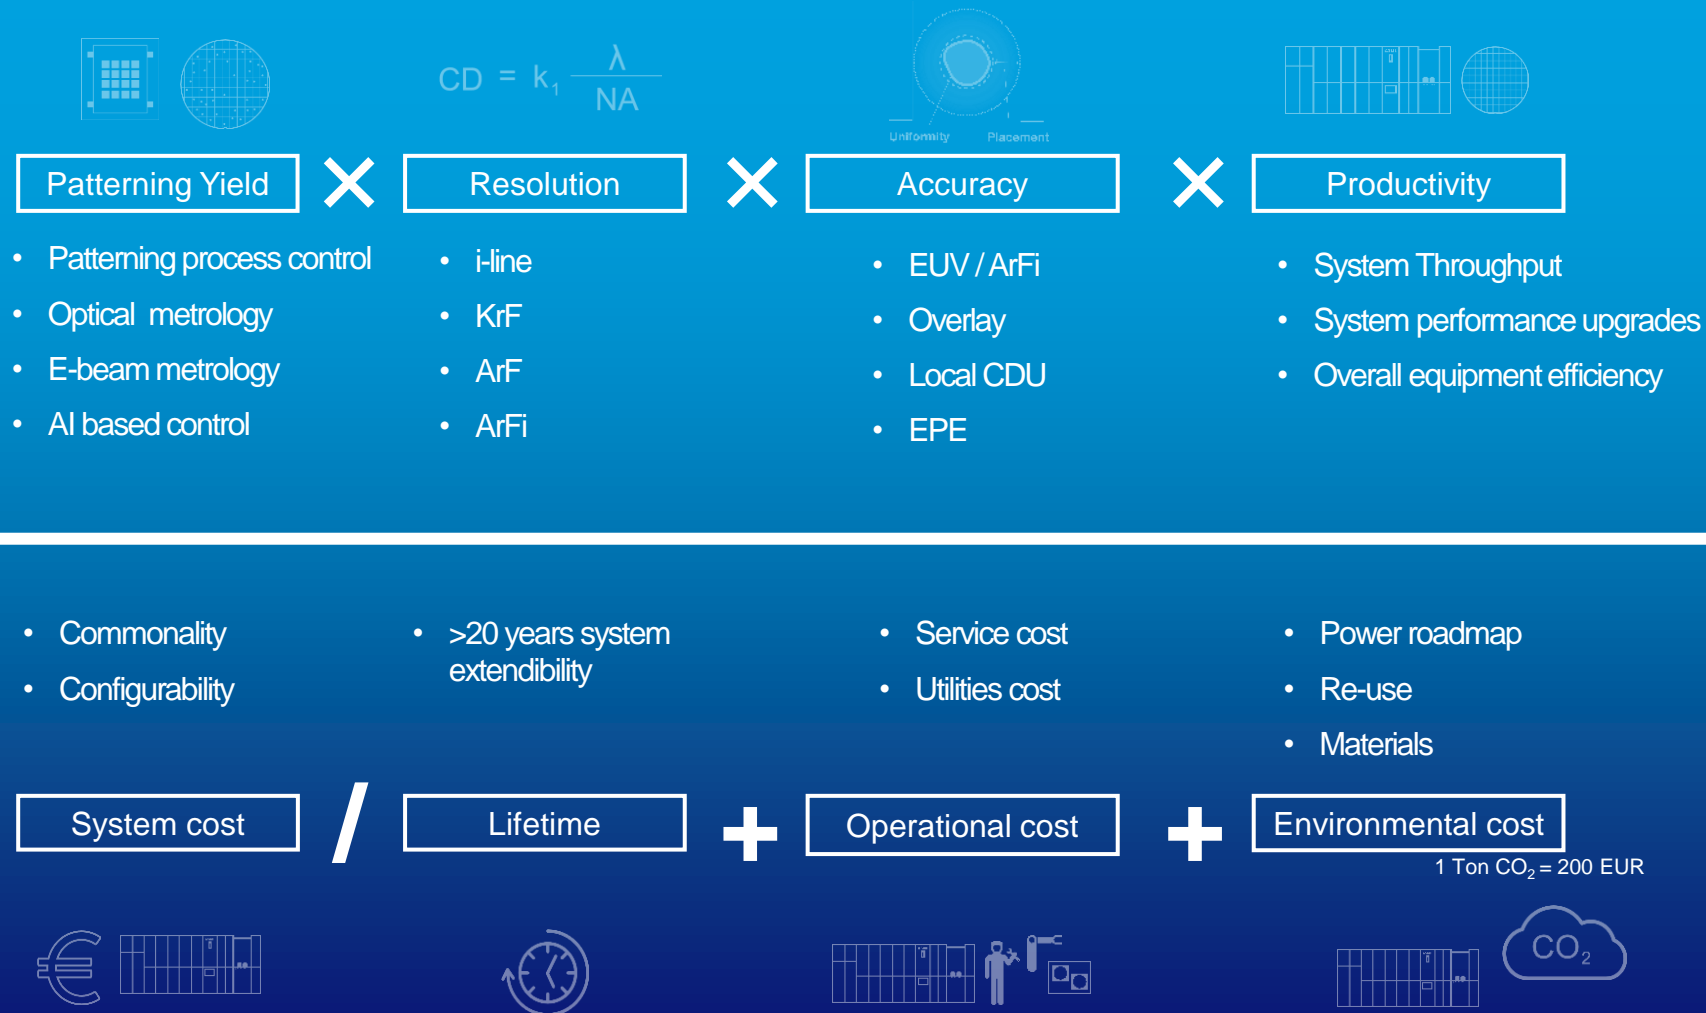 CD = k₁ λ / NA
Uniformity Placement
Patterning Yield × Resolution × Accuracy × Productivity
• Patterning process control
• Optical metrology
• E-beam metrology
• AI based control
• i-line
• KrF
• ArF
• ArFi
• EUV / ArFi
• Overlay
• Local CDU
• EPE
• System Throughput
• System performance upgrades
• Overall equipment efficiency
• Commonality
• Configurability
• >20 years system
extendibility
• Service cost
• Utilities cost
• Power roadmap
• Re-use
• Materials
System cost / Lifetime + Operational cost + Environmental cost
1 Ton CO₂ = 200 EUR
€
CO₂